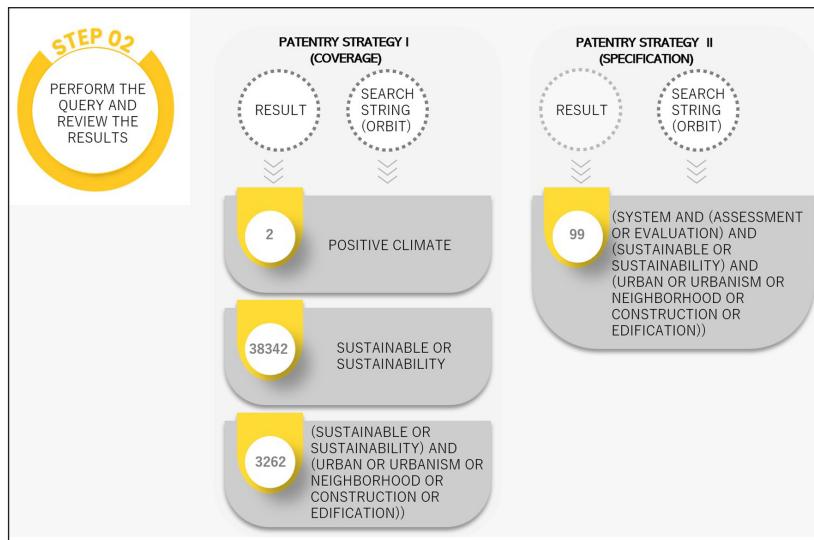 STEP 02
PERFORM THE
QUERY AND
REVIEW THE
RESULTS
PATENTRY STRATEGY I
(COVERAGE)
RESULT
SEARCH
STRING
(ORBIT)
2
POSITIVE CLIMATE
38342
SUSTAINABLE OR
SUSTAINABILITY
3262
(SUSTAINABLE OR
SUSTAINABILITY) AND
(URBAN OR URBANISM OR
NEIGHBORHOOD OR
CONSTRUCTION OR
EDIFICATION))
PATENTRY STRATEGY II
(SPECIFICATION)
RESULT
SEARCH
STRING
(ORBIT)
99
(SYSTEM AND (ASSESSMENT
OR EVALUATION) AND
(SUSTAINABLE OR
SUSTAINABILITY) AND
(URBAN OR URBANISM OR
NEIGHBORHOOD OR
CONSTRUCTION OR
EDIFICATION))